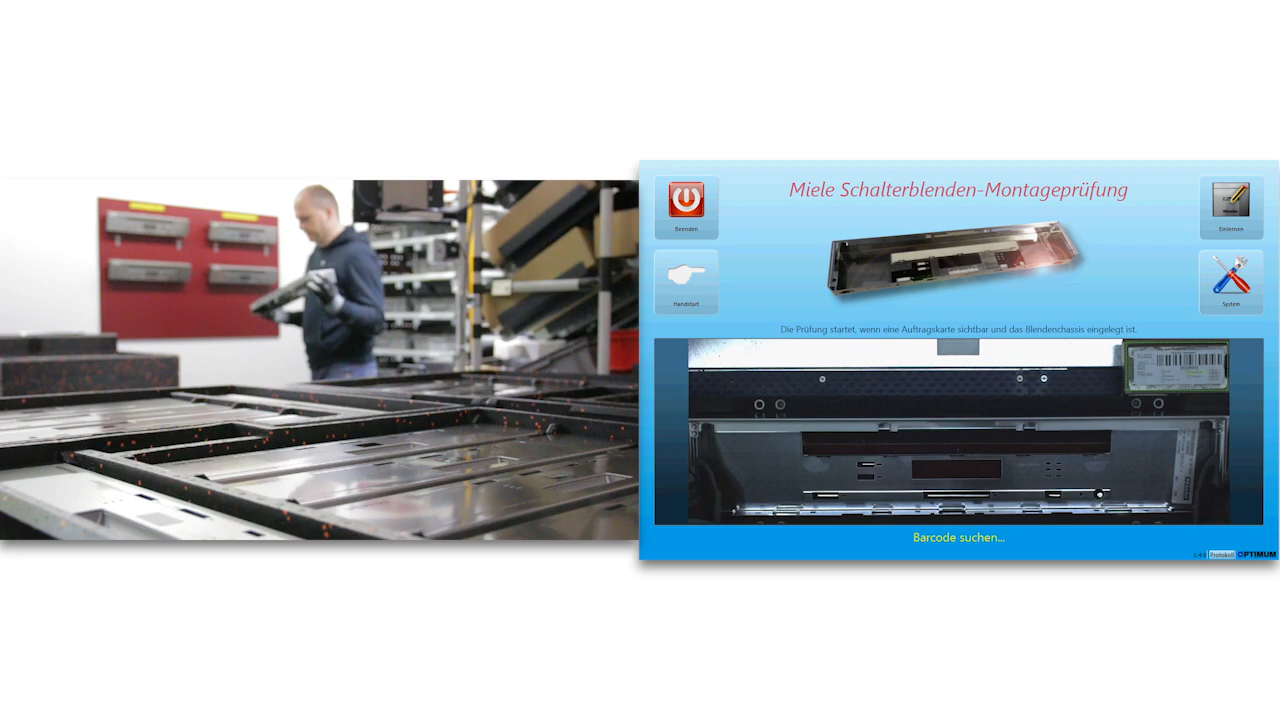 Miele Schalterblenden-Montageprüfung
Beenden
Einlernen
Handstart
System
Die Prüfung startet, wenn eine Auftragskarte sichtbar und das Blendenchassis eingelegt ist.
Barcode suchen...
Protokoll
OPTIMUM